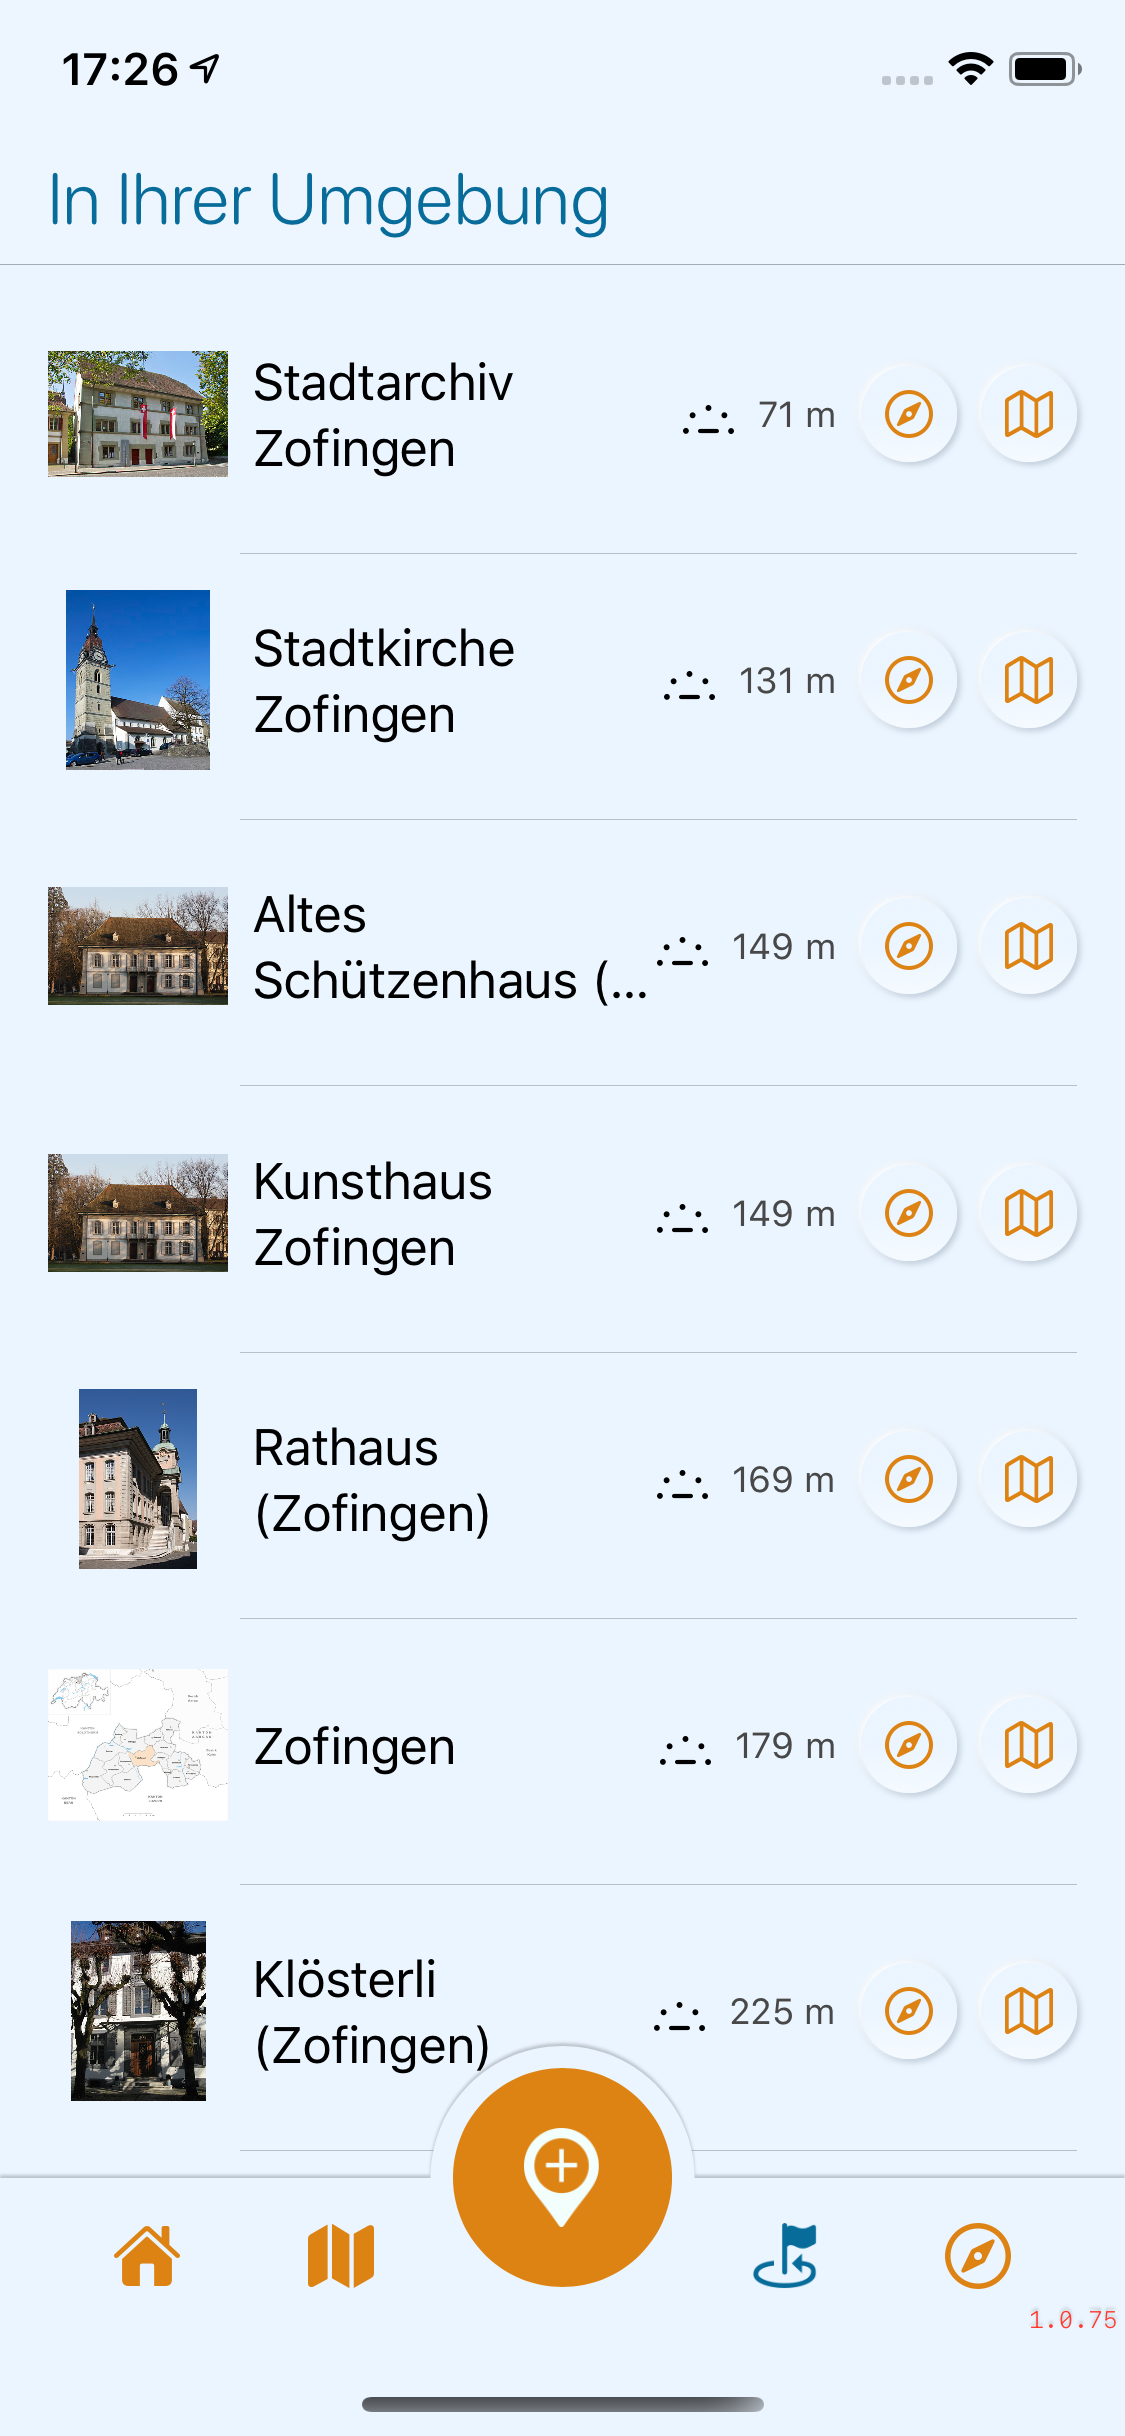 17:26
In Ihrer Umgebung
Stadtarchiv
Zofingen
71 m
Stadtkirche
Zofingen
131 m
Altes
Schützenhaus (...
149 m
Kunsthaus
Zofingen
149 m
Rathaus
(Zofingen)
169 m
Zofingen
179 m
Klösterli
(Zofingen)
225 m
1.0.75